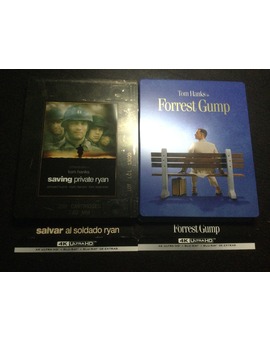 tom hanks
saving private ryan
Tom Hanks is
Forrest Gump
salvar al soldado ryan
4K ULTRA HD
Forrest Gump
4K ULTRA HD